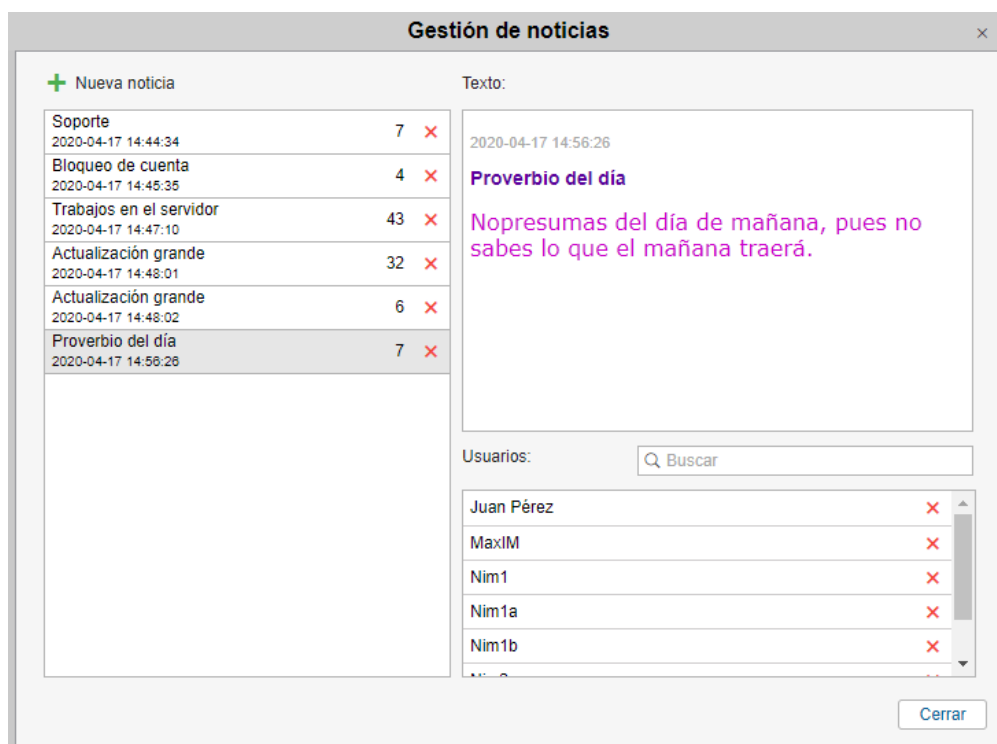 Gestión de noticias
Nueva noticia
Soporte
2020-04-17 14:44:34
7
Bloqueo de cuenta
2020-04-17 14:45:35
4
Trabajos en el servidor
2020-04-17 14:47:10
43
Actualización grande
2020-04-17 14:48:01
32
Actualización grande
2020-04-17 14:48:02
6
Proverbio del día
2020-04-17 14:56:26
7
Texto:
2020-04-17 14:56:26
Proverbio del día
Nopresumas del día de mañana, pues no
sabes lo que el mañana traerá.
Usuarios:
Buscar
Juan Pérez
MaxIM
Nim1
Nim1a
Nim1b
Cerrar